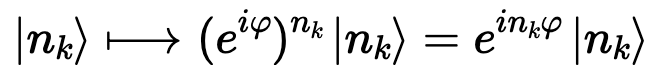 |n_k⟩ ⟼ (e^{iφ})^{n_k} |n_k⟩ = e^{in_kφ} |n_k⟩